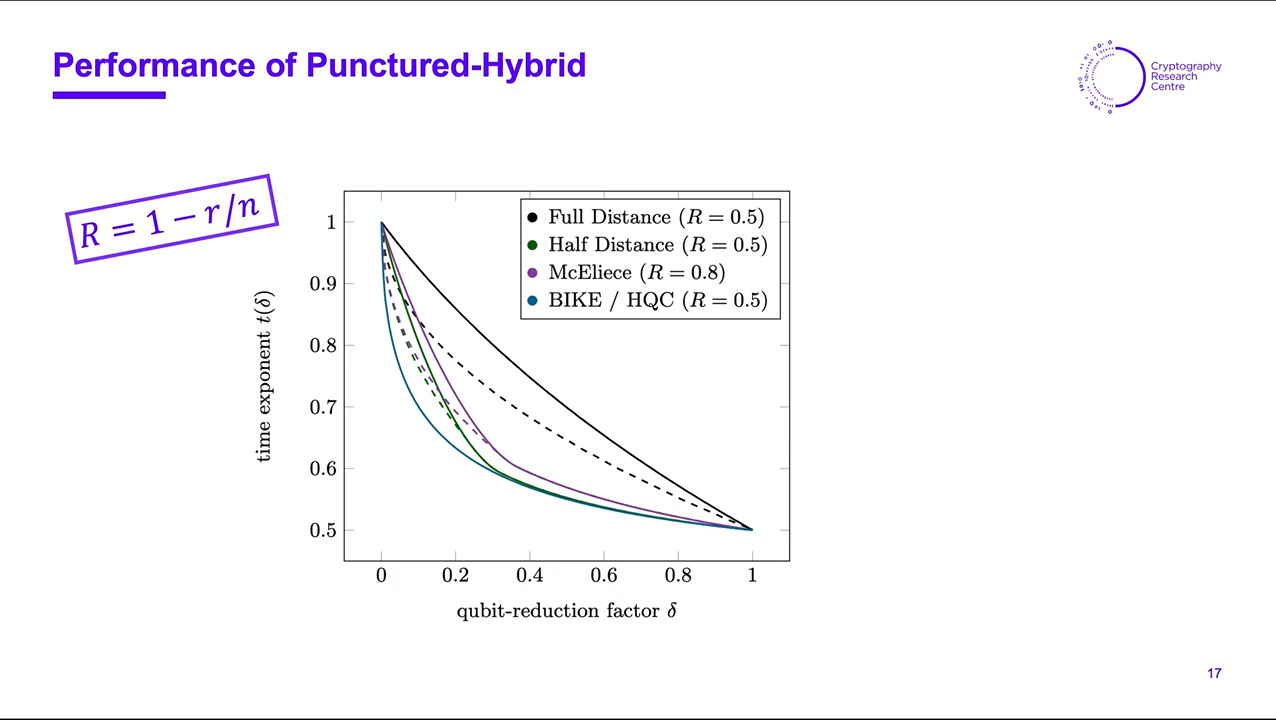 Performance of Punctured-Hybrid
Cryptography
Research
Centre
R = 1 − r/n
Full Distance (R = 0.5)
Half Distance (R = 0.5)
McEliece (R = 0.8)
BIKE / HQC (R = 0.5)
time exponent t(δ)
1
0.9
0.8
0.7
0.6
0.5
0 0.2 0.4 0.6 0.8 1
qubit-reduction factor δ
17